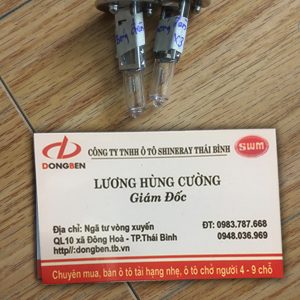 CÔNG TY TNHH Ô TÔ SHINERAY THÁI BÌNH
DONGBEN
SWM
LƯƠNG HÙNG CƯỜNG
Giám Đốc
Địa chỉ: Ngã tư vòng xuyến
QL10 xã Đông Hoà - TP.Thái Bình
http//:dongben.tb.vn
ĐT: 0983.787.668
0948.036.969
Chuyên mua, bán ô tô tải hạng nhẹ, ô tô chở người 4 - 9 chỗ